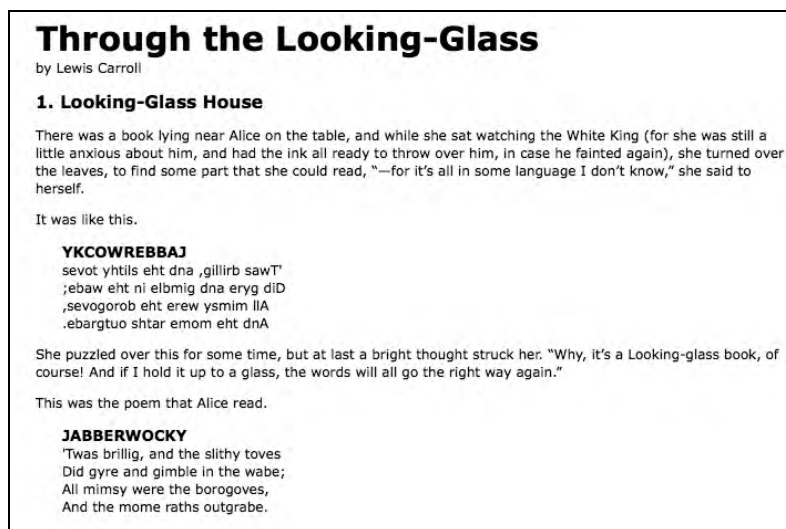 Through the Looking-Glass
by Lewis Carroll
1. Looking-Glass House
There was a book lying near Alice on the table, and while she sat watching the White King (for she was still a
little anxious about him, and had the ink all ready to throw over him, in case he fainted again), she turned over
the leaves, to find some part that she could read, “—for it’s all in some language I don’t know,” she said to
herself.
It was like this.
YKCOWREBBAJ
sevot yhtils eht dna ,gillirb sawT'
;ebaw eht ni elbmig dna eryg diD
,sevogorob eht erew ysmim llA
.ebargtuo shtar emom eht dnA
She puzzled over this for some time, but at last a bright thought struck her. “Why, it’s a Looking-glass book, of
course! And if I hold it up to a glass, the words will all go the right way again.”
This was the poem that Alice read.
JABBERWOCKY
'Twas brillig, and the slithy toves
Did gyre and gimble in the wabe;
All mimsy were the borogoves,
And the mome raths outgrabe.